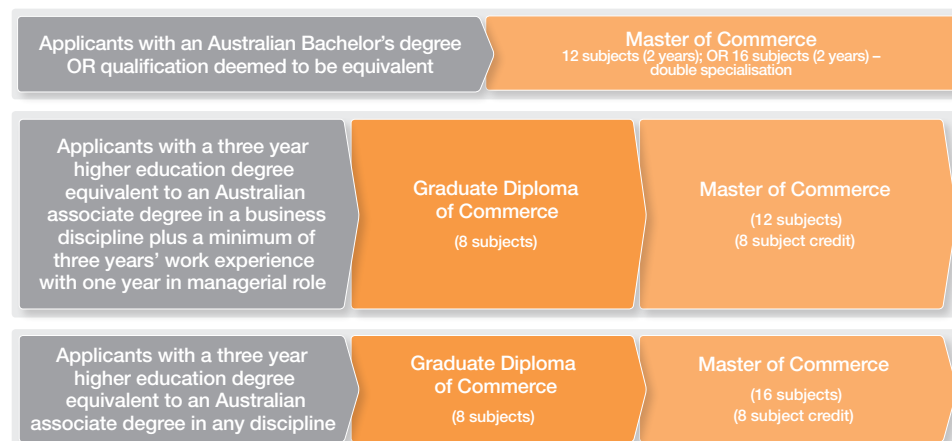 Applicants with an Australian Bachelor's degree
OR qualification deemed to be equivalent
Master of Commerce
12 subjects (2 years); OR 16 subjects (2 years) –
double specialisation
Applicants with a three year
higher education degree
equivalent to an Australian
associate degree in a business
discipline plus a minimum of
three years' work experience
with one year in managerial role
Graduate Diploma
of Commerce
(8 subjects)
Master of Commerce
(12 subjects)
(8 subject credit)
Applicants with a three year
higher education degree
equivalent to an Australian
associate degree in any discipline
Graduate Diploma
of Commerce
(8 subjects)
Master of Commerce
(16 subjects)
(8 subject credit)